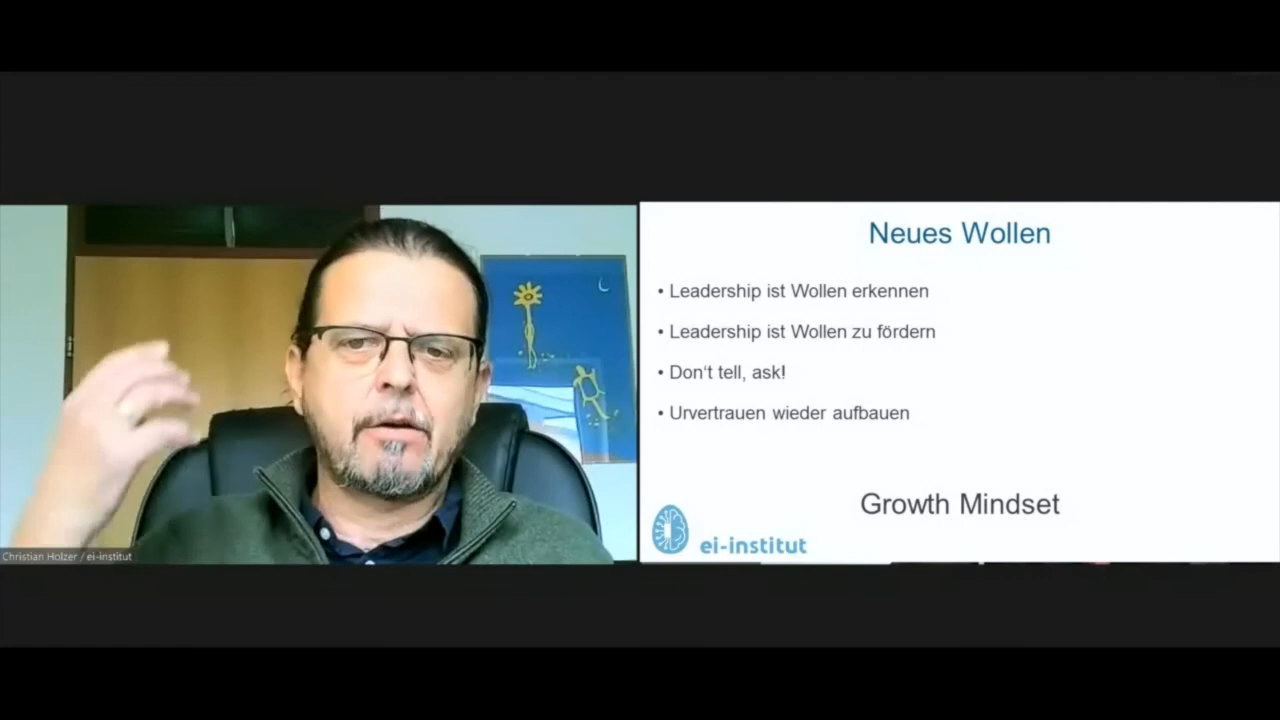 Christian Holzer / ei-institut
Neues Wollen
• Leadership ist Wollen erkennen
• Leadership ist Wollen zu fördern
• Don‘t tell, ask!
• Urvertrauen wieder aufbauen
Growth Mindset
ei-institut